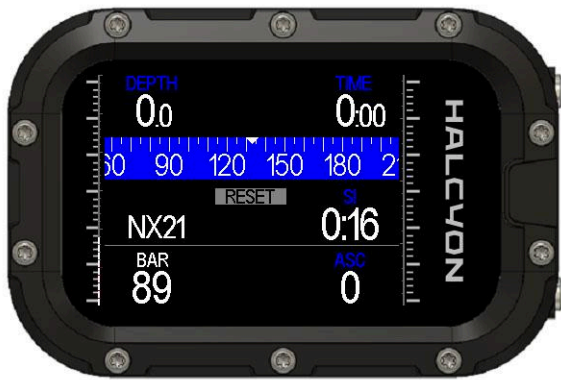 DEPTH TIME
0.0 0:00
60 90 120 150 180 2
RESET SI
NX21 0:16
BAR ASC
89 0
HALCYON